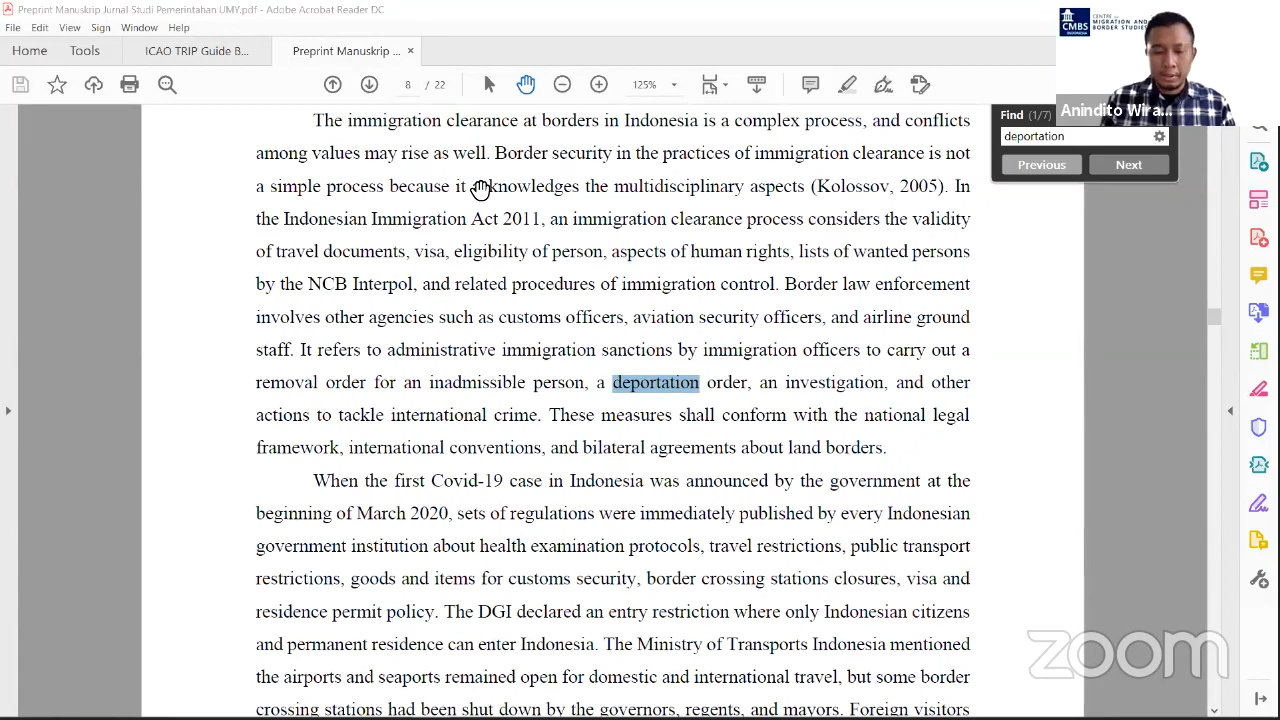 Preprint Manuskrip Jurnal Studi Pemerintahan UMY.pdf - Adobe Acrobat Reader DC
File Edit View Sign Window Help
Home Tools ICAO TRIP Guide B... Preprint Manuskrip ... ×
8 / 22 125%
CMBS INDONESIA
CENTRE
MIGRATION AND
BORDER STUDIES
Anindito Wira...
Find (1/7)
deportation
Previous Next
The t borders in Indonesia is a complex process, and conflicts
among values may rise as well. Border security in the practices of immigration clearance is not
a simple process because it knowledges the multidisciplinary aspects (Kolossov, 2005). In
the Indonesian Immigration Act 2011, an immigration clearance process considers the validity
of travel documents, visa, eligibility of person, aspects of human rights, lists of wanted persons
by the NCB Interpol, and related procedures of immigration control. Border law enforcement
involves other agencies such as custom officers, aviation security officers, and airline ground
staff. It refers to administrative immigration sanctions by immigration officers to carry out a
removal order for an inadmissible person, a deportation order, an investigation, and other
actions to tackle international crime. These measures shall conform with the national legal
framework, international conventions, and bilateral agreements about land borders.
When the first Covid-19 case in Indonesia was announced by the government at the
beginning of March 2020, sets of regulations were immediately published by every Indonesian
government institution about health examination protocols, travel restrictions, public transport
restrictions, goods and items for customs security, border crossing stations closures, visa and
residence permit policy. The DGI declared an entry restriction where only Indonesian citizens
and permanent residence can enter Indonesia. The Ministry of Transports Indonesia mentioned
the airports and seaports remained open for domestic and international travel, but some border
crossing stations had been shut down by the governors, regents, and mayors. Foreign visitors
zoom